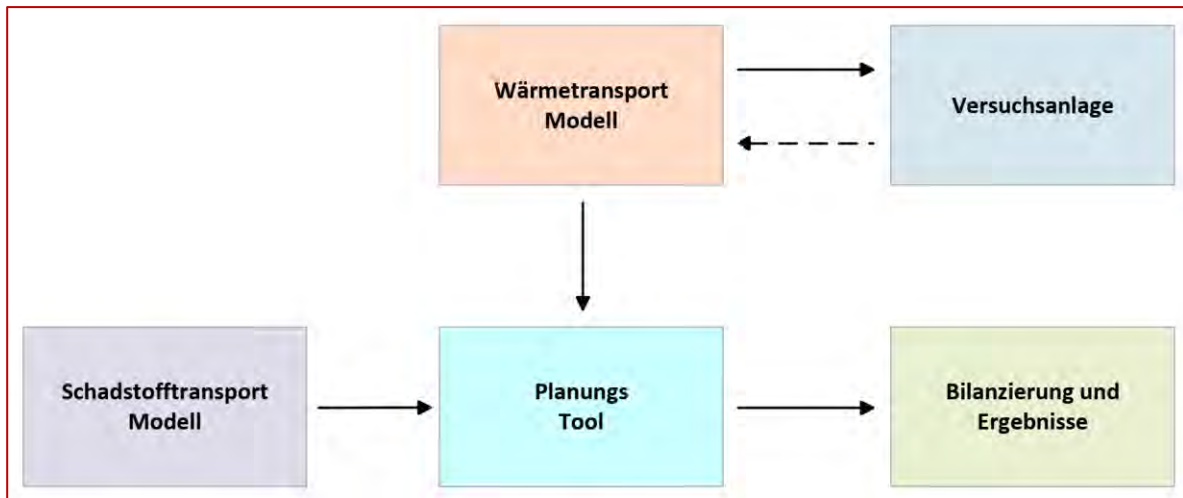 Wärmetransport
Modell
Versuchsanlage
Schadstofftransport
Modell
Planungs
Tool
Bilanzierung und
Ergebnisse